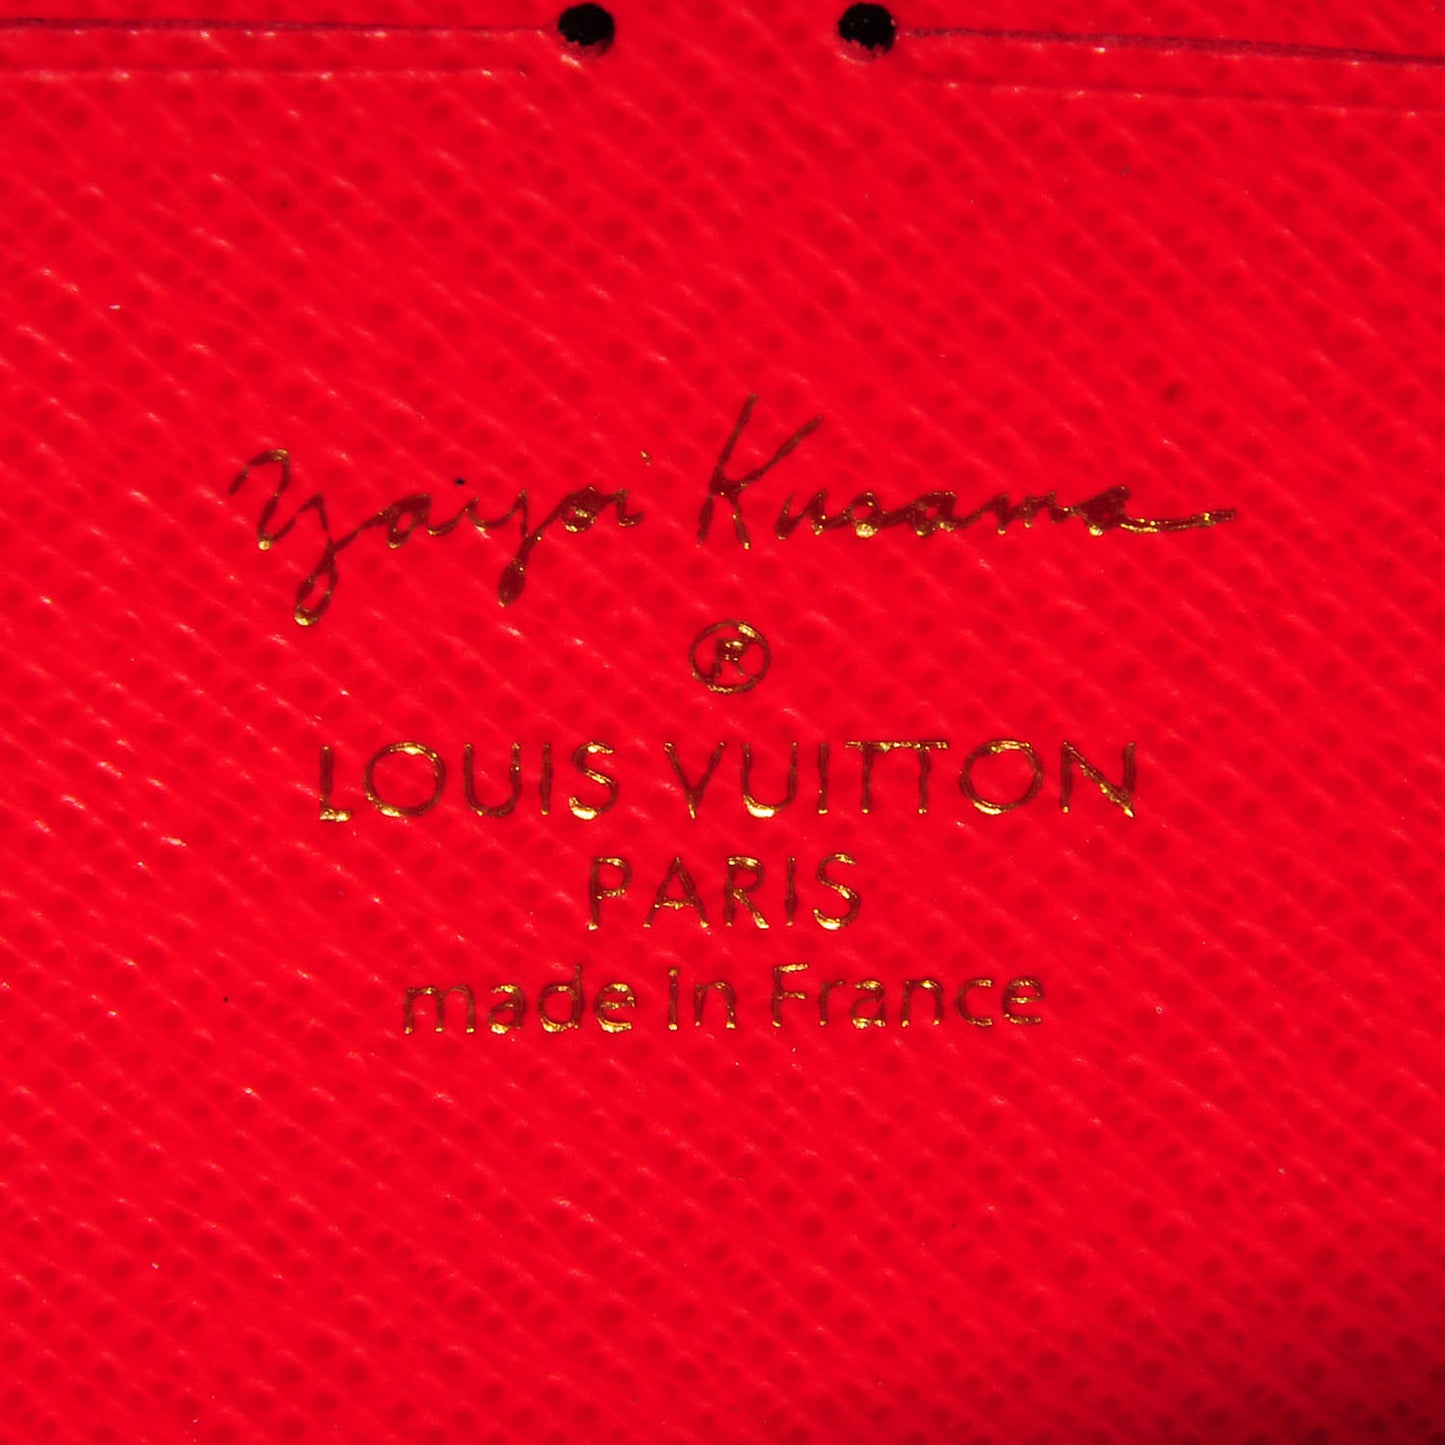 Yayoi Kusama
®
LOUIS VUITTON
PARIS
made in France